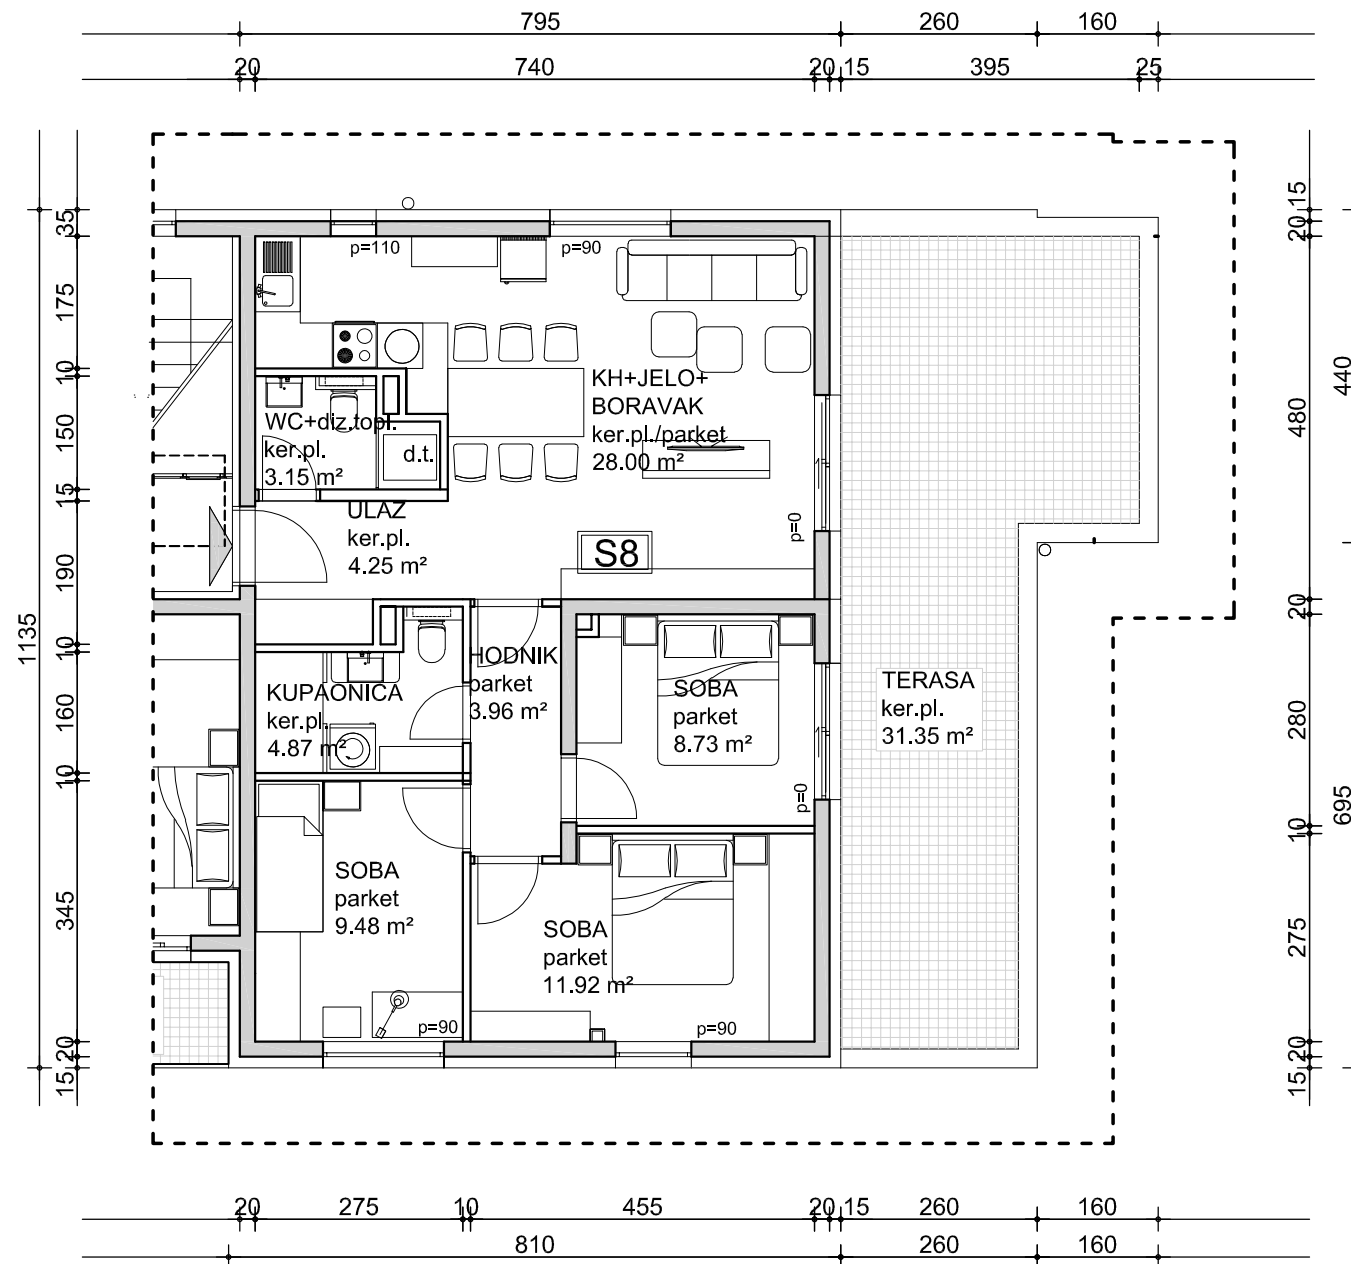 795
260
160
20
740
20
15
395
25
35
175
10
150
15
190
10
160
10
345
20
15
1135
p=110
p=90
KH+JELO+
BORAVAK
ker.pl./parket
28.00 m²
WC+diz.topl.
ker.pl.
3.15 m²
d.t.
ULAZ
ker.pl.
4.25 m²
S8
p=0
HODNIK
parket
3.96 m²
KUPAONICA
ker.pl.
4.87 m²
SOBA
parket
8.73 m²
p=0
TERASA
ker.pl.
31.35 m²
SOBA
parket
9.48 m²
p=90
SOBA
parket
11.92 m²
p=90
15
20
480
20
280
10
275
20
15
440
695
20
275
10
455
20
15
260
160
810
260
160